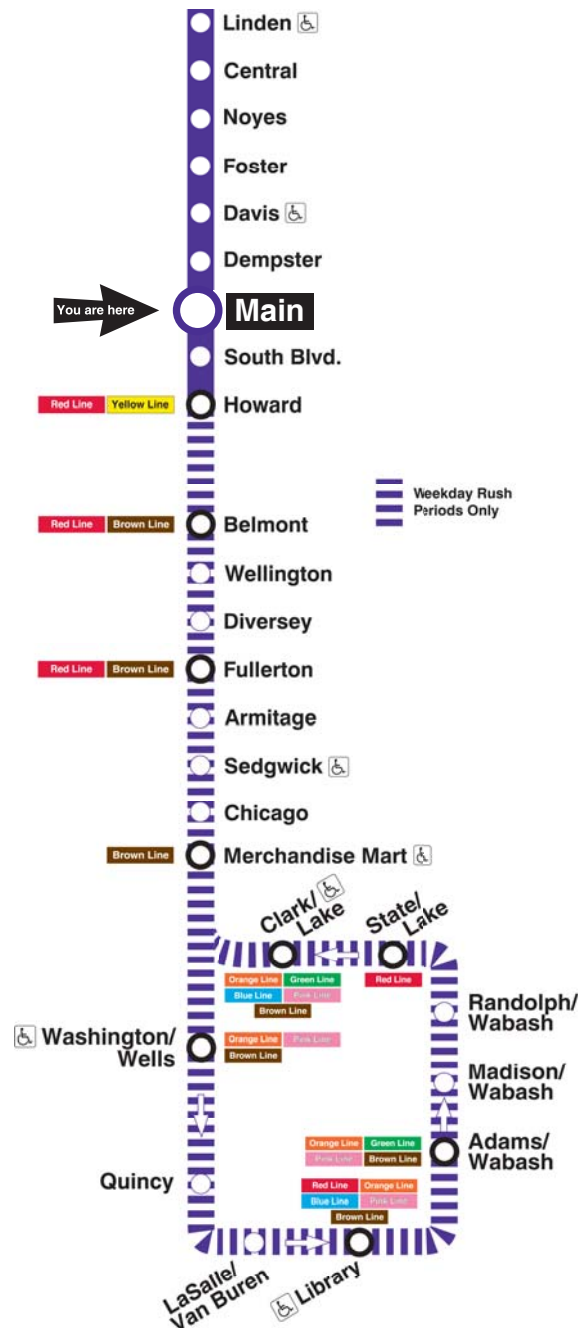 Linden
Central
Noyes
Foster
Davis
Dempster
You are here
Main
South Blvd.
Red Line Yellow Line
Howard
Weekday Rush
Periods Only
Red Line Brown Line
Belmont
Wellington
Diversey
Red Line Brown Line
Fullerton
Armitage
Sedgwick
Chicago
Brown Line
Merchandise Mart
Clark/
Lake
State/
Lake
Orange Line Green Line
Blue Line Pink Line
Brown Line
Red Line
Randolph/
Wabash
Washington/
Wells
Orange Line Pink Line
Brown Line
Madison/
Wabash
Orange Line Green Line
Pink Line Brown Line
Adams/
Wabash
Quincy
Red Line Orange Line
Blue Line Pink Line
Brown Line
LaSalle/
Van Buren
Library